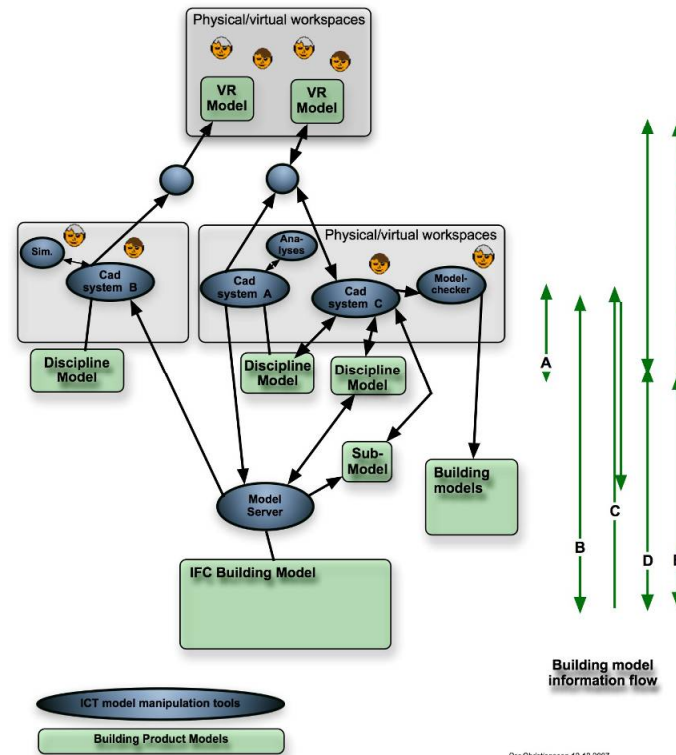 Physical/virtual workspaces
VR
Model
VR
Model
Physical/virtual workspaces
Sim.
Cad
system B
Ana-
lyses
Cad
system A
Cad
system C
Model-
checker
Discipline
Model
Discipline
Model
Discipline
Model
A
Sub-
Model
Building
models
Model
Server
C
B
D
IFC Building Model
Building model
information flow
ICT model manipulation tools
Building Product Models